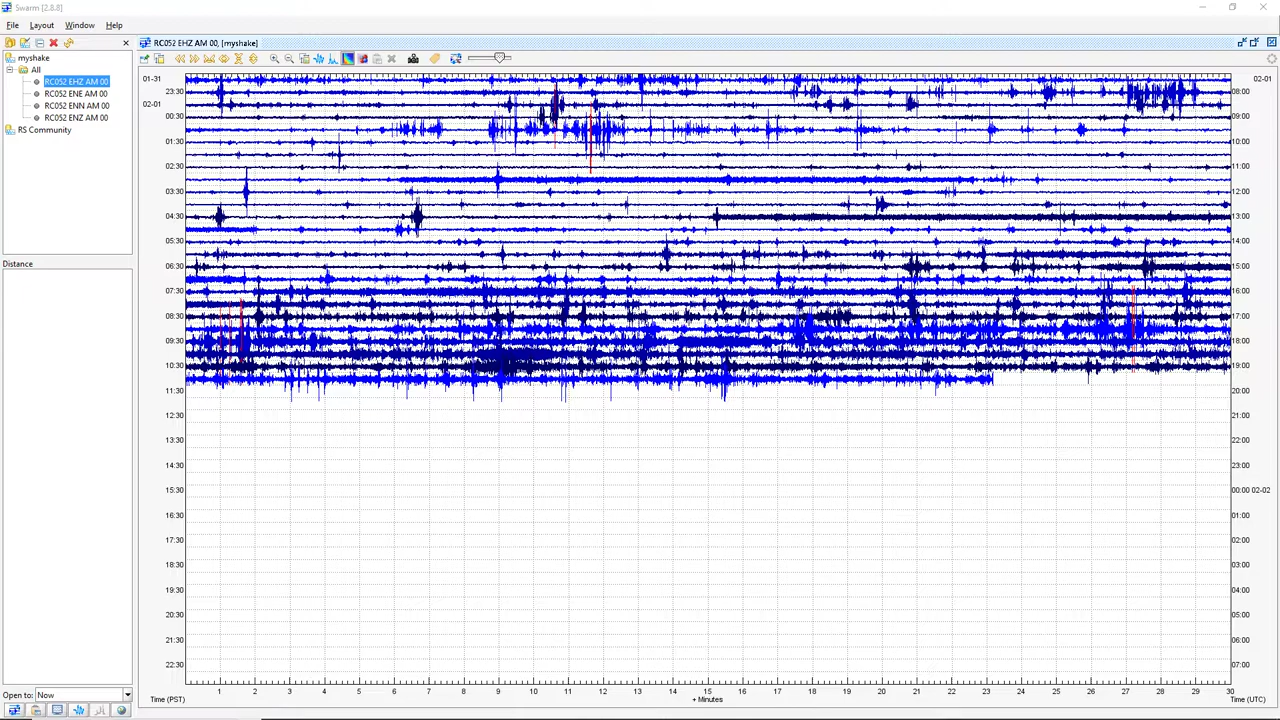 Swarm [2.8.8]
File Layout Window Help
RC052 EHZ AM 00, [myshake]
myshake
All
RC052 EHZ AM 00
RC052 ENE AM 00
RC052 ENN AM 00
RC052 ENZ AM 00
RS Community
Distance
Open to: Now
01-31 02-01
23:30 08:00
02-01
00:30 09:00
01:30 10:00
02:30 11:00
03:30 12:00
04:30 13:00
05:30 14:00
06:30 15:00
07:30 16:00
08:30 17:00
09:30 18:00
10:30 19:00
11:30 20:00
12:30 21:00
13:30 22:00
14:30 23:00
15:30 00:00 02-02
16:30 01:00
17:30 02:00
18:30 03:00
19:30 04:00
20:30 05:00
21:30 06:00
22:30 07:00
1 2 3 4 5 6 7 8 9 10 11 12 13 14 15 16 17 18 19 20 21 22 23 24 25 26 27 28 29 30
Time (PST) + Minutes Time (UTC)